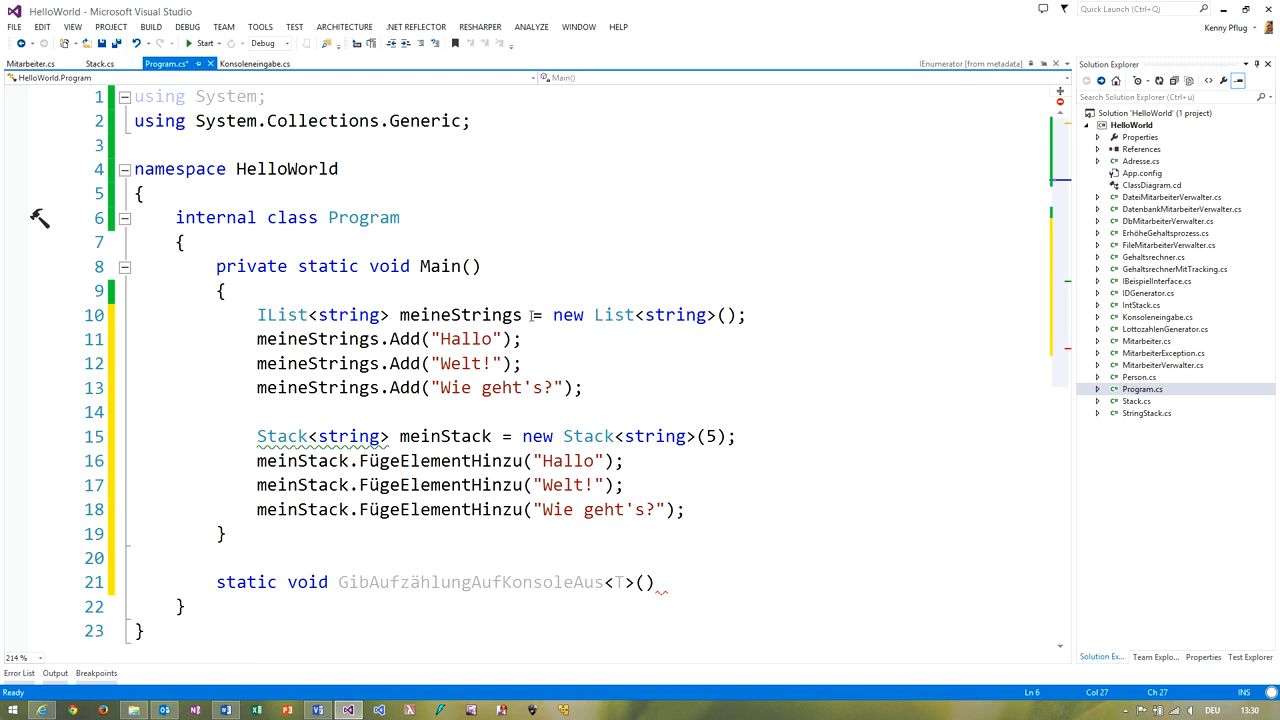 HelloWorld - Microsoft Visual Studio
Quick Launch (Ctrl+Q)
FILE EDIT VIEW PROJECT BUILD DEBUG TEAM TOOLS TEST ARCHITECTURE .NET REFLECTOR RESHARPER ANALYZE WINDOW HELP
Kenny Pflug
Start Debug
Mitarbeiter.cs Stack.cs Program.cs* Konsoleneingabe.cs IEnumerator [from metadata]
HelloWorld.Program Main()
1 using System;
2 using System.Collections.Generic;
3
4 namespace HelloWorld
5 {
6 internal class Program
7 {
8 private static void Main()
9 {
10 IList<string> meineStrings = new List<string>();
11 meineStrings.Add("Hallo");
12 meineStrings.Add("Welt!");
13 meineStrings.Add("Wie geht's?");
14
15 Stack<string> meinStack = new Stack<string>(5);
16 meinStack.FügeElementHinzu("Hallo");
17 meinStack.FügeElementHinzu("Welt!");
18 meinStack.FügeElementHinzu("Wie geht's?");
19 }
20
21 static void GibAufzählungAufKonsoleAus<T>()
22 }
23 }
214 %
Error List Output Breakpoints
Ready Ln 6 Col 27 Ch 27 INS
Solution Explorer
Search Solution Explorer (Ctrl+ü)
Solution 'HelloWorld' (1 project)
HelloWorld
Properties
References
Adresse.cs
App.config
ClassDiagram.cd
DateiMitarbeiterVerwalter.cs
DatenbankMitarbeiterVerwalter.cs
DbMitarbeiterVerwalter.cs
ErhöheGehaltsprozess.cs
FileMitarbeiterVerwalter.cs
Gehaltsrechner.cs
GehaltsrechnerMitTracking.cs
IBeispielInterface.cs
IDGenerator.cs
IntStack.cs
Konsoleneingabe.cs
LottozahlenGenerator.cs
Mitarbeiter.cs
MitarbeiterException.cs
MitarbeiterVerwalter.cs
Person.cs
Program.cs
Stack.cs
StringStack.cs
Solution Ex... Team Explo... Properties Test Explorer
DEU 13:30